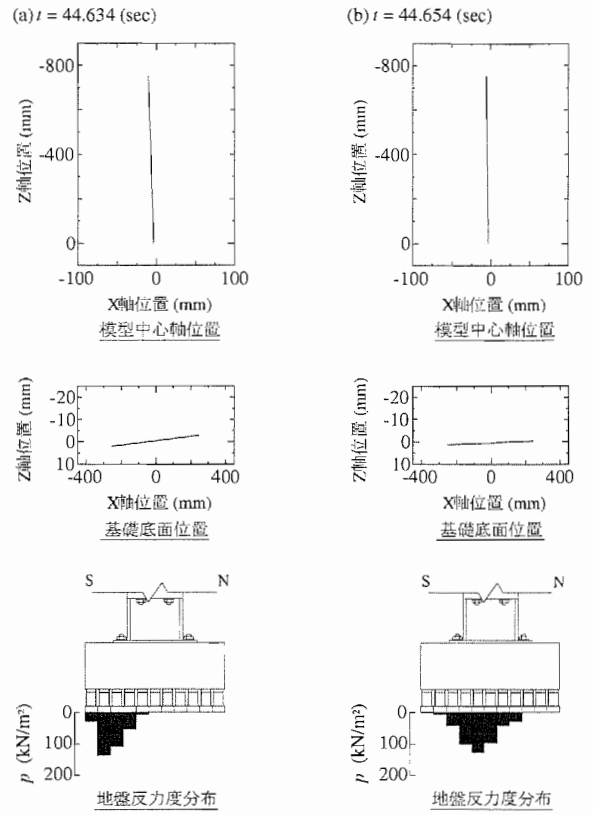 (a) t = 44.634 (sec)
-800
-400
0
Z軸位置 (mm)
-100 0 100
X軸位置 (mm)
模型中心軸位置
-20
-10
0
10
Z軸位置 (mm)
-400 0 400
X軸位置 (mm)
基礎底面位置
S N
0
100
200
p (kN/m²)
地盤反力度分布
(b) t = 44.654 (sec)
-800
-400
0
Z軸位置 (mm)
-100 0 100
X軸位置 (mm)
模型中心軸位置
-20
-10
0
10
Z軸位置 (mm)
-400 0 400
X軸位置 (mm)
基礎底面位置
S N
0
100
200
p (kN/m²)
地盤反力度分布